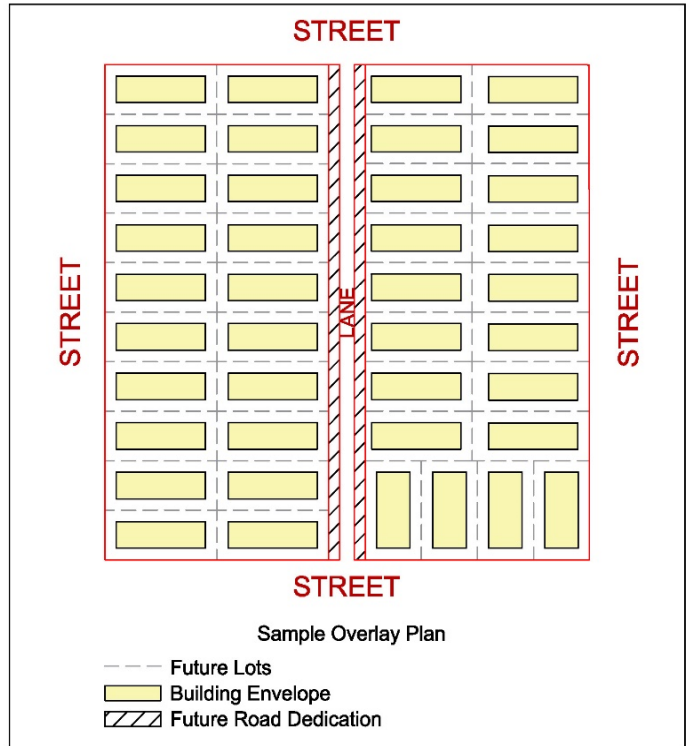 STREET
STREET
LANE
STREET
STREET
Sample Overlay Plan
Future Lots
Building Envelope
Future Road Dedication